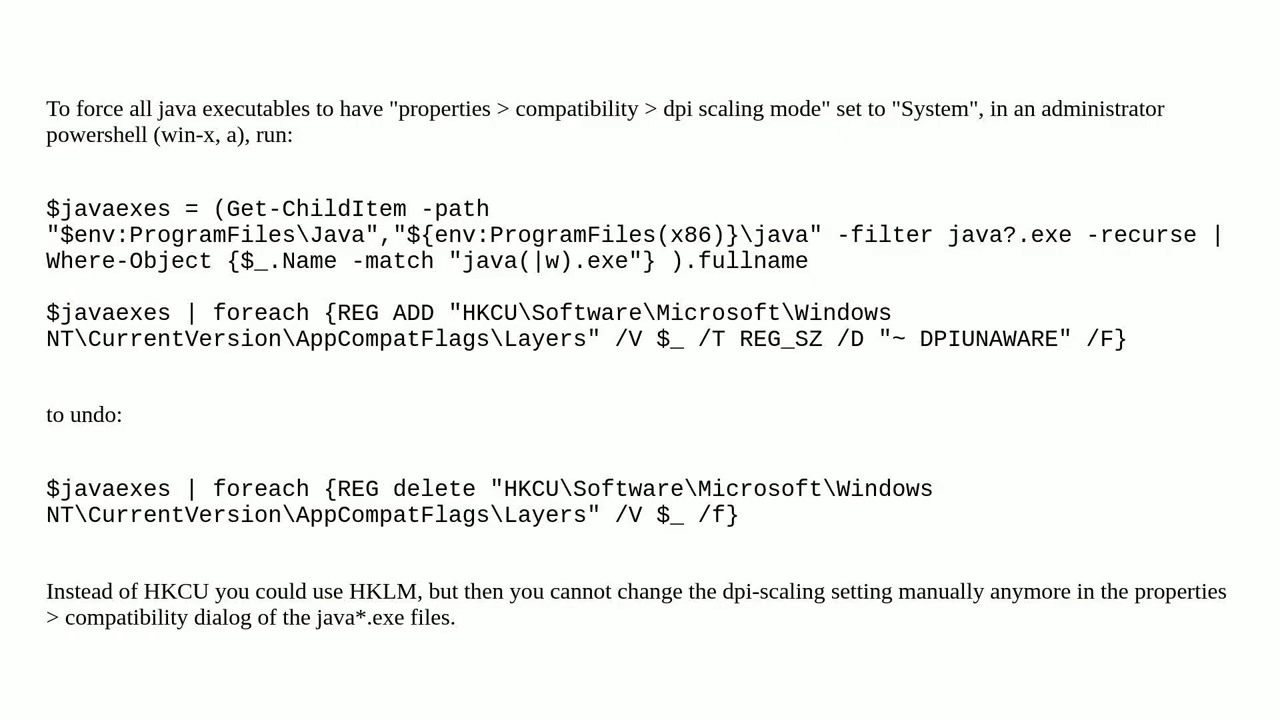 To force all java executables to have "properties > compatibility > dpi scaling mode" set to "System", in an administrator
powershell (win-x, a), run:
$javaexes = (Get-ChildItem -path
"$env:ProgramFiles\Java","${env:ProgramFiles(x86)}\java" -filter java?.exe -recurse |
Where-Object {$_.Name -match "java(|w).exe"} ).fullname
$javaexes | foreach {REG ADD "HKCU\Software\Microsoft\Windows
NT\CurrentVersion\AppCompatFlags\Layers" /V $_ /T REG_SZ /D "~ DPIUNAWARE" /F}
to undo:
$javaexes | foreach {REG delete "HKCU\Software\Microsoft\Windows
NT\CurrentVersion\AppCompatFlags\Layers" /V $_ /f}
Instead of HKCU you could use HKLM, but then you cannot change the dpi-scaling setting manually anymore in the properties
> compatibility dialog of the java*.exe files.